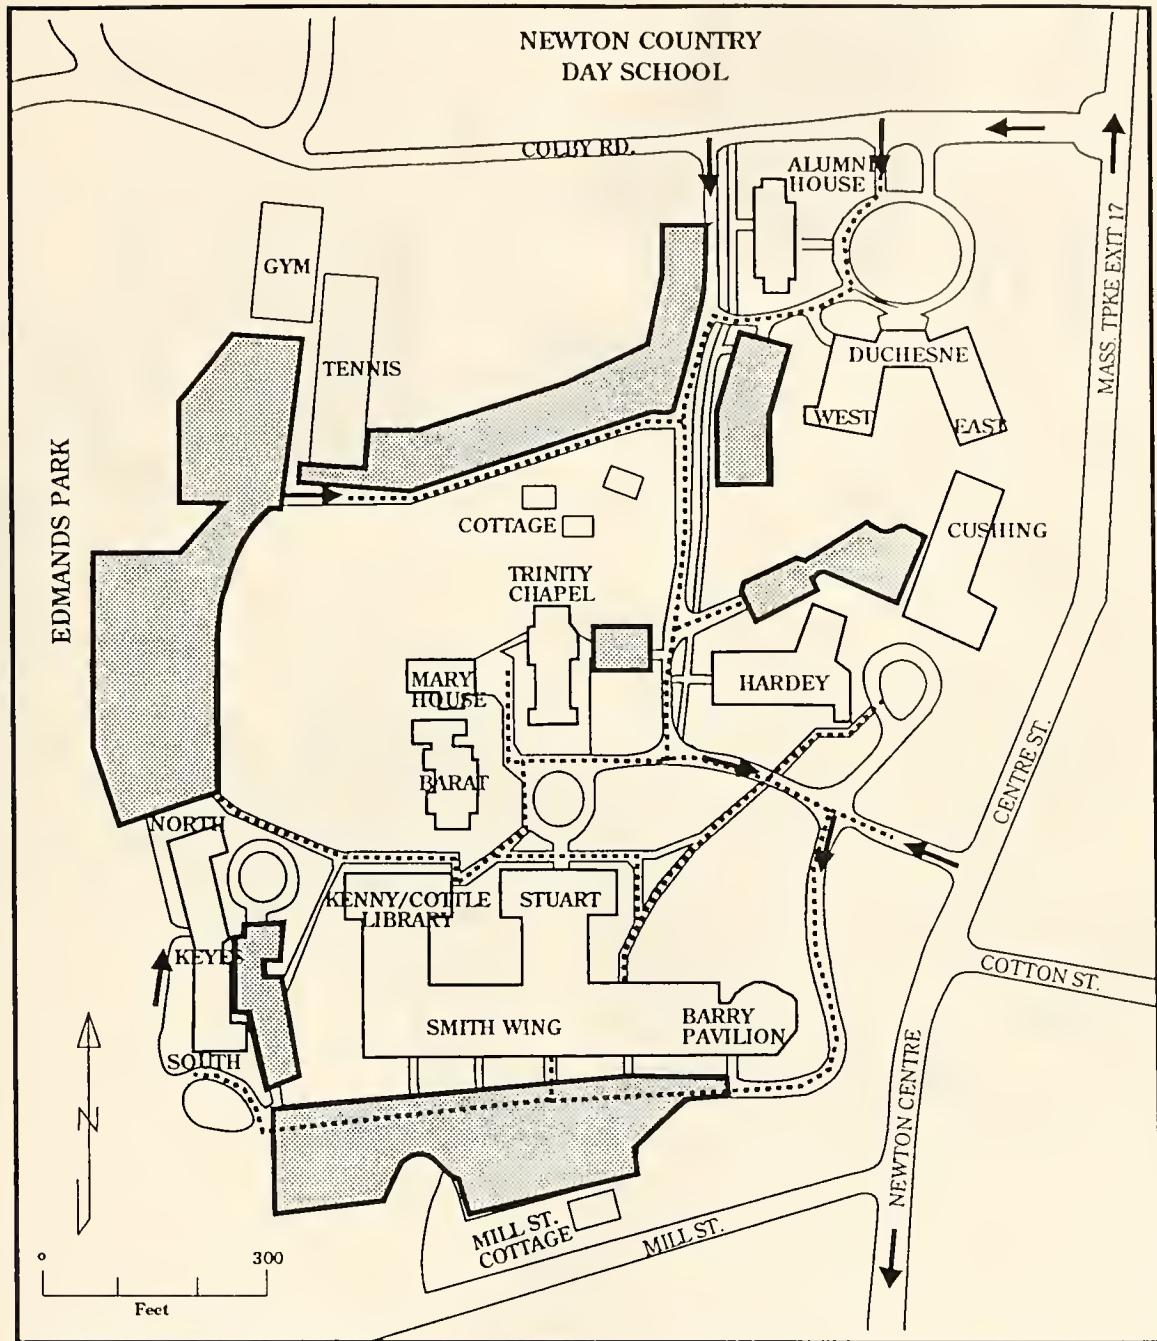 NEWTON COUNTRY
DAY SCHOOL
COLBY RD.
ALUMNI
HOUSE
MASS. TPKE EXIT 17
GYM
TENNIS
DUCHESNE
WEST
EAST
EDMANDS PARK
COTTAGE
CUSHING
TRINITY
CHAPEL
MARY
HOUSE
HARDEY
BARAT
CENTRE ST.
NORTH
KENNY/COTTLE
LIBRARY
STUART
KEYES
COTTON ST.
SMITH WING
BARRY
PAVILION
SOUTH
NEWTON CENTRE
N
MILL ST.
COTTAGE
MILL ST.
0 300
Feet